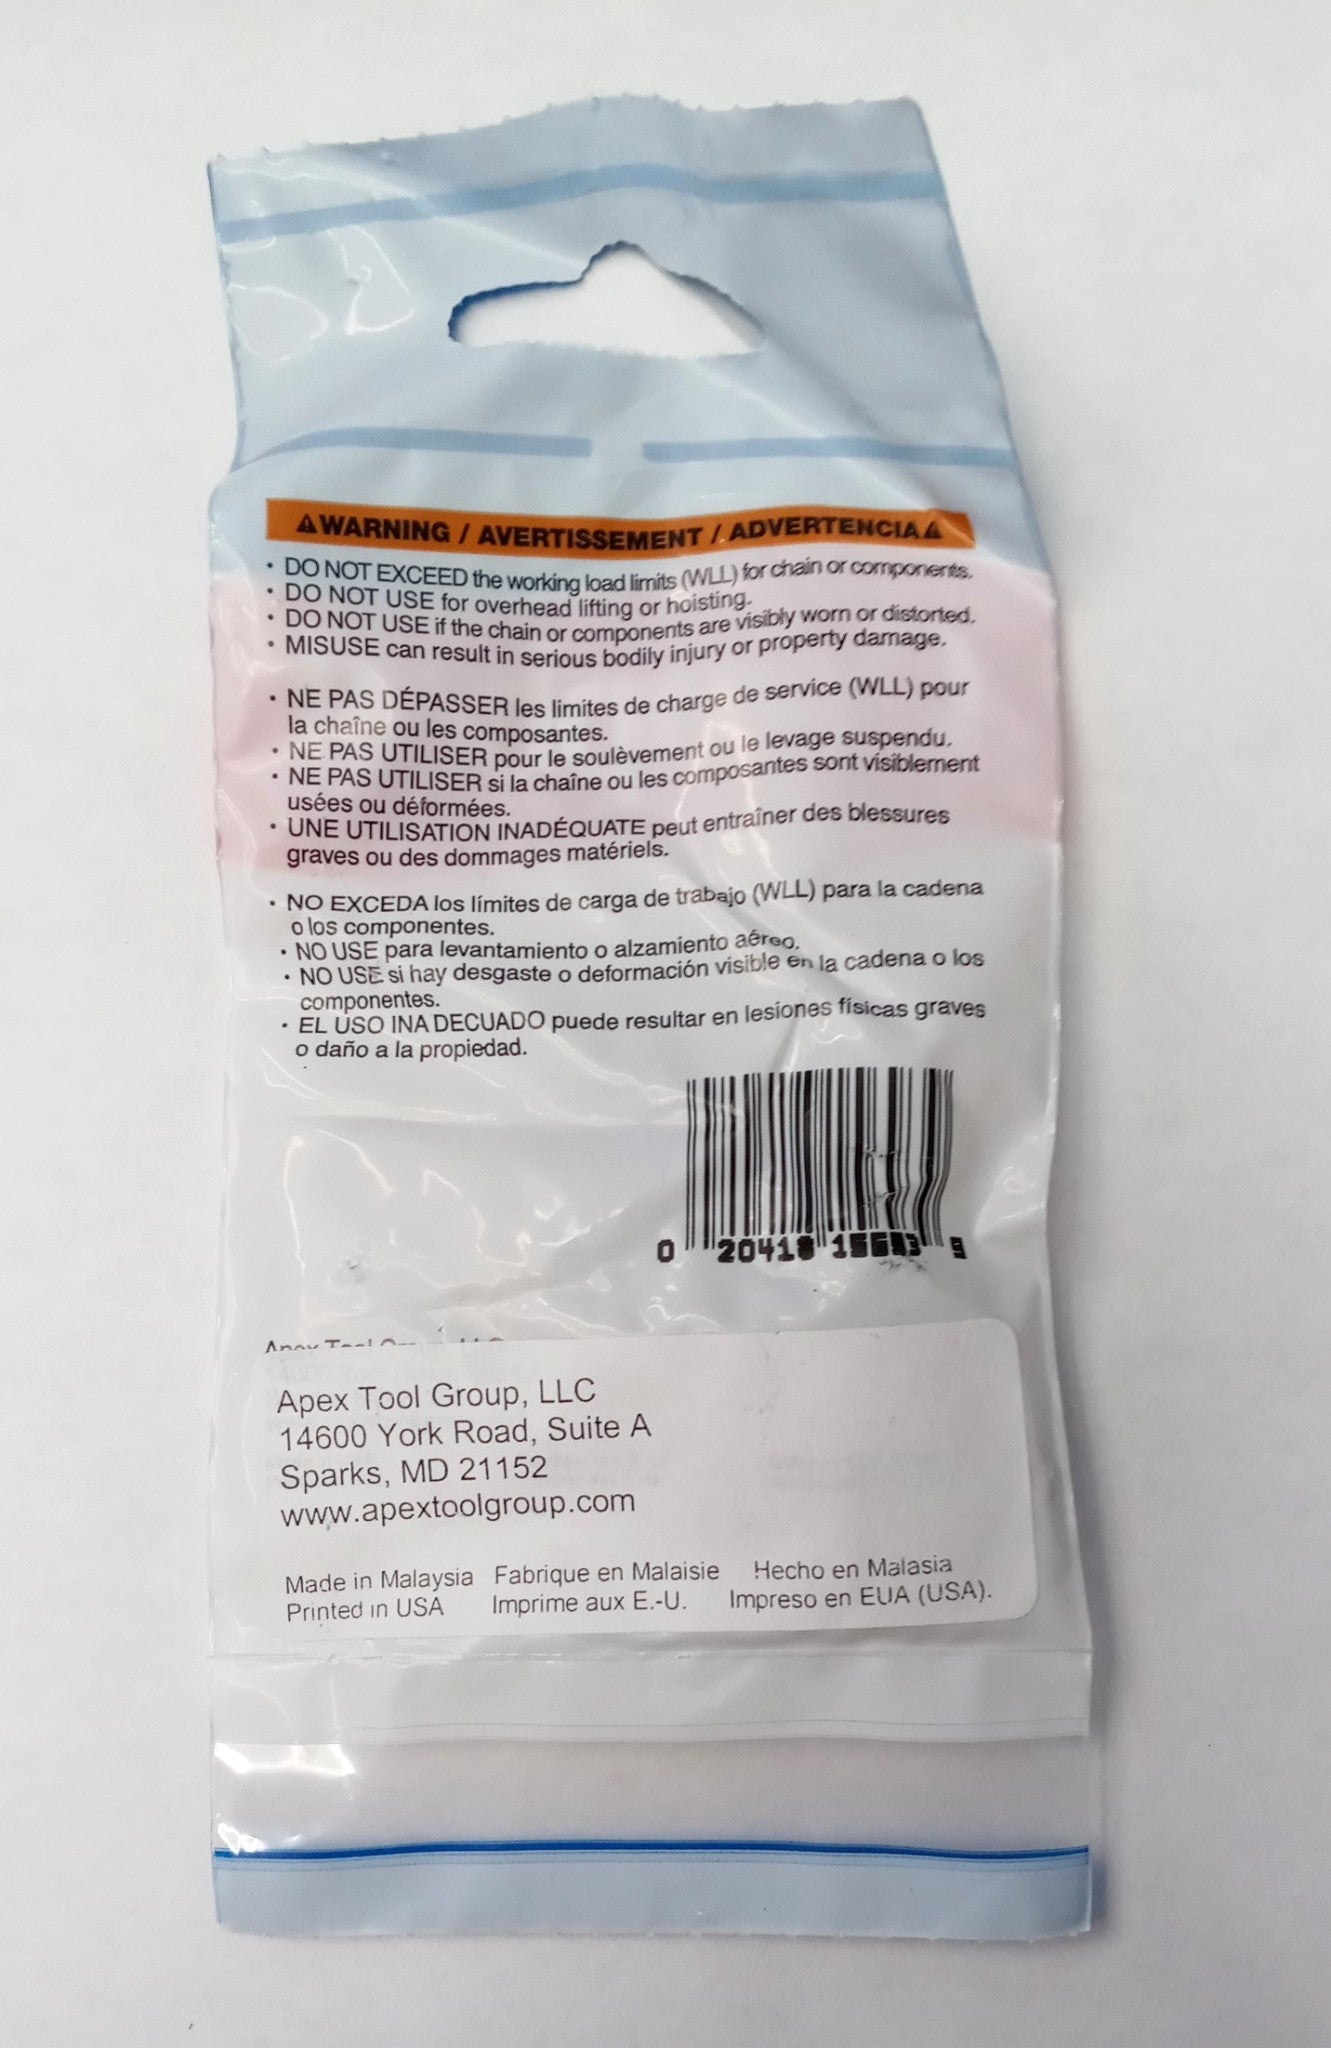 ⚠WARNING / AVERTISSEMENT / ADVERTENCIA⚠
• DO NOT EXCEED the working load limits (WLL) for chain or components.
• DO NOT USE for overhead lifting or hoisting.
• DO NOT USE if the chain or components are visibly worn or distorted.
• MISUSE can result in serious bodily injury or property damage.
• NE PAS DÉPASSER les limites de charge de service (WLL) pour
la chaîne ou les composantes.
• NE PAS UTILISER pour le soulèvement ou le levage suspendu.
• NE PAS UTILISER si la chaîne ou les composantes sont visiblement
usées ou déformées.
• UNE UTILISATION INADÉQUATE peut entraîner des blessures
graves ou des dommages matériels.
• NO EXCEDA los límites de carga de trabajo (WLL) para la cadena
o los componentes.
• NO USE para levantamiento o alzamiento aéreo.
• NO USE si hay desgaste o deformación visible en la cadena o los
componentes.
• EL USO INADECUADO puede resultar en lesiones físicas graves
o daño a la propiedad.
0 20418
Apex Tool Group, LLC
14600 York Road, Suite A
Sparks, MD 21152
www.apextoolgroup.com
Made in Malaysia Fabrique en Malaisie Hecho en Malasia
Printed in USA Imprime aux E.-U. Impreso en EUA (USA).